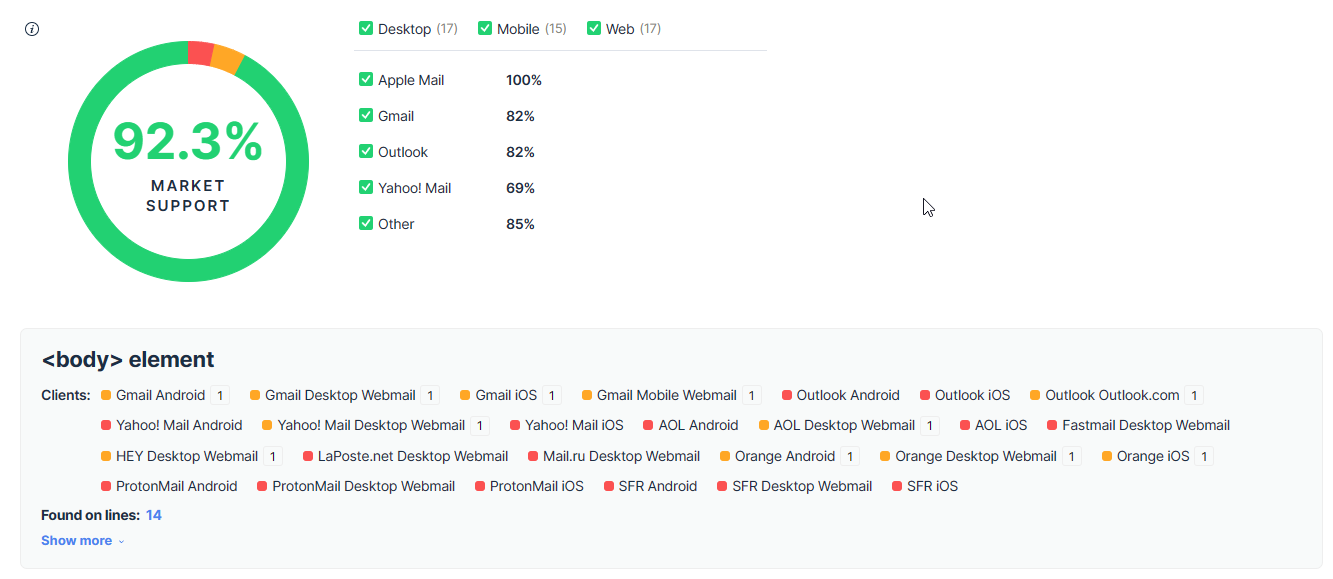 Desktop (17) Mobile (15) Web (17)
Apple Mail 100%
Gmail 82%
Outlook 82%
Yahoo! Mail 69%
Other 85%
92.3%
MARKET
SUPPORT
<body> element
Clients: Gmail Android 1 Gmail Desktop Webmail 1 Gmail iOS 1 Gmail Mobile Webmail 1 Outlook Android Outlook iOS Outlook Outlook.com 1
Yahoo! Mail Android Yahoo! Mail Desktop Webmail 1 Yahoo! Mail iOS AOL Android AOL Desktop Webmail 1 AOL iOS Fastmail Desktop Webmail
HEY Desktop Webmail 1 LaPoste.net Desktop Webmail Mail.ru Desktop Webmail Orange Android 1 Orange Desktop Webmail 1 Orange iOS 1
ProtonMail Android ProtonMail Desktop Webmail ProtonMail iOS SFR Android SFR Desktop Webmail SFR iOS
Found on lines: 14
Show more